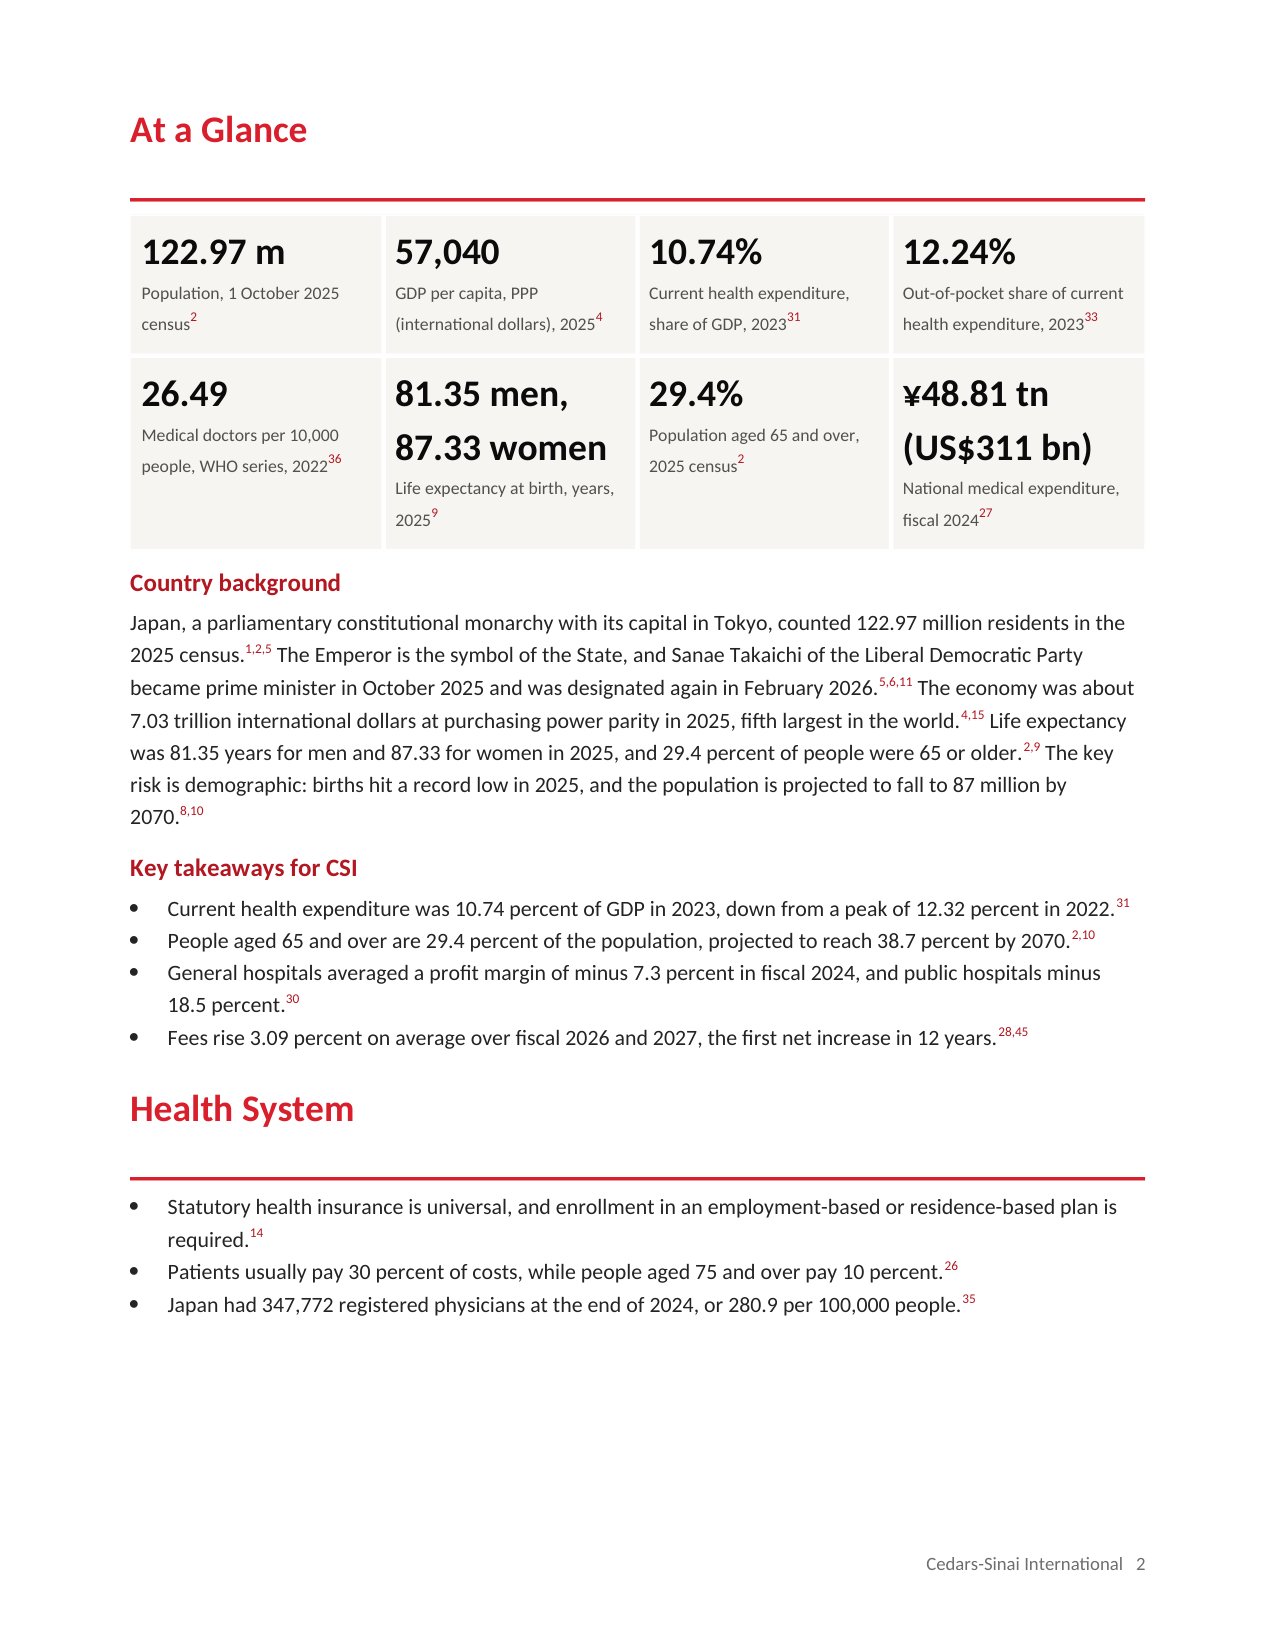 At a Glance
122.97 m
Population, 1 October 2025
census2
57,040
GDP per capita, PPP
(international dollars), 20254
10.74%
Current health expenditure,
share of GDP, 202331
12.24%
Out-of-pocket share of current
health expenditure, 202333
26.49
Medical doctors per 10,000
people, WHO series, 202236
81.35 men,
87.33 women
Life expectancy at birth, years,
20259
29.4%
Population aged 65 and over,
2025 census2
¥48.81 tn
(US$311 bn)
National medical expenditure,
fiscal 202427
Country background
Japan, a parliamentary constitutional monarchy with its capital in Tokyo, counted 122.97 million residents in the
2025 census.1,2,5 The Emperor is the symbol of the State, and Sanae Takaichi of the Liberal Democratic Party
became prime minister in October 2025 and was designated again in February 2026.5,6,11 The economy was about
7.03 trillion international dollars at purchasing power parity in 2025, fifth largest in the world.4,15 Life expectancy
was 81.35 years for men and 87.33 for women in 2025, and 29.4 percent of people were 65 or older.2,9 The key
risk is demographic: births hit a record low in 2025, and the population is projected to fall to 87 million by
2070.8,10
Key takeaways for CSI
• Current health expenditure was 10.74 percent of GDP in 2023, down from a peak of 12.32 percent in 2022.31
• People aged 65 and over are 29.4 percent of the population, projected to reach 38.7 percent by 2070.2,10
• General hospitals averaged a profit margin of minus 7.3 percent in fiscal 2024, and public hospitals minus
18.5 percent.30
• Fees rise 3.09 percent on average over fiscal 2026 and 2027, the first net increase in 12 years.28,45
Health System
• Statutory health insurance is universal, and enrollment in an employment-based or residence-based plan is
required.14
• Patients usually pay 30 percent of costs, while people aged 75 and over pay 10 percent.26
• Japan had 347,772 registered physicians at the end of 2024, or 280.9 per 100,000 people.35
Cedars-Sinai International 2